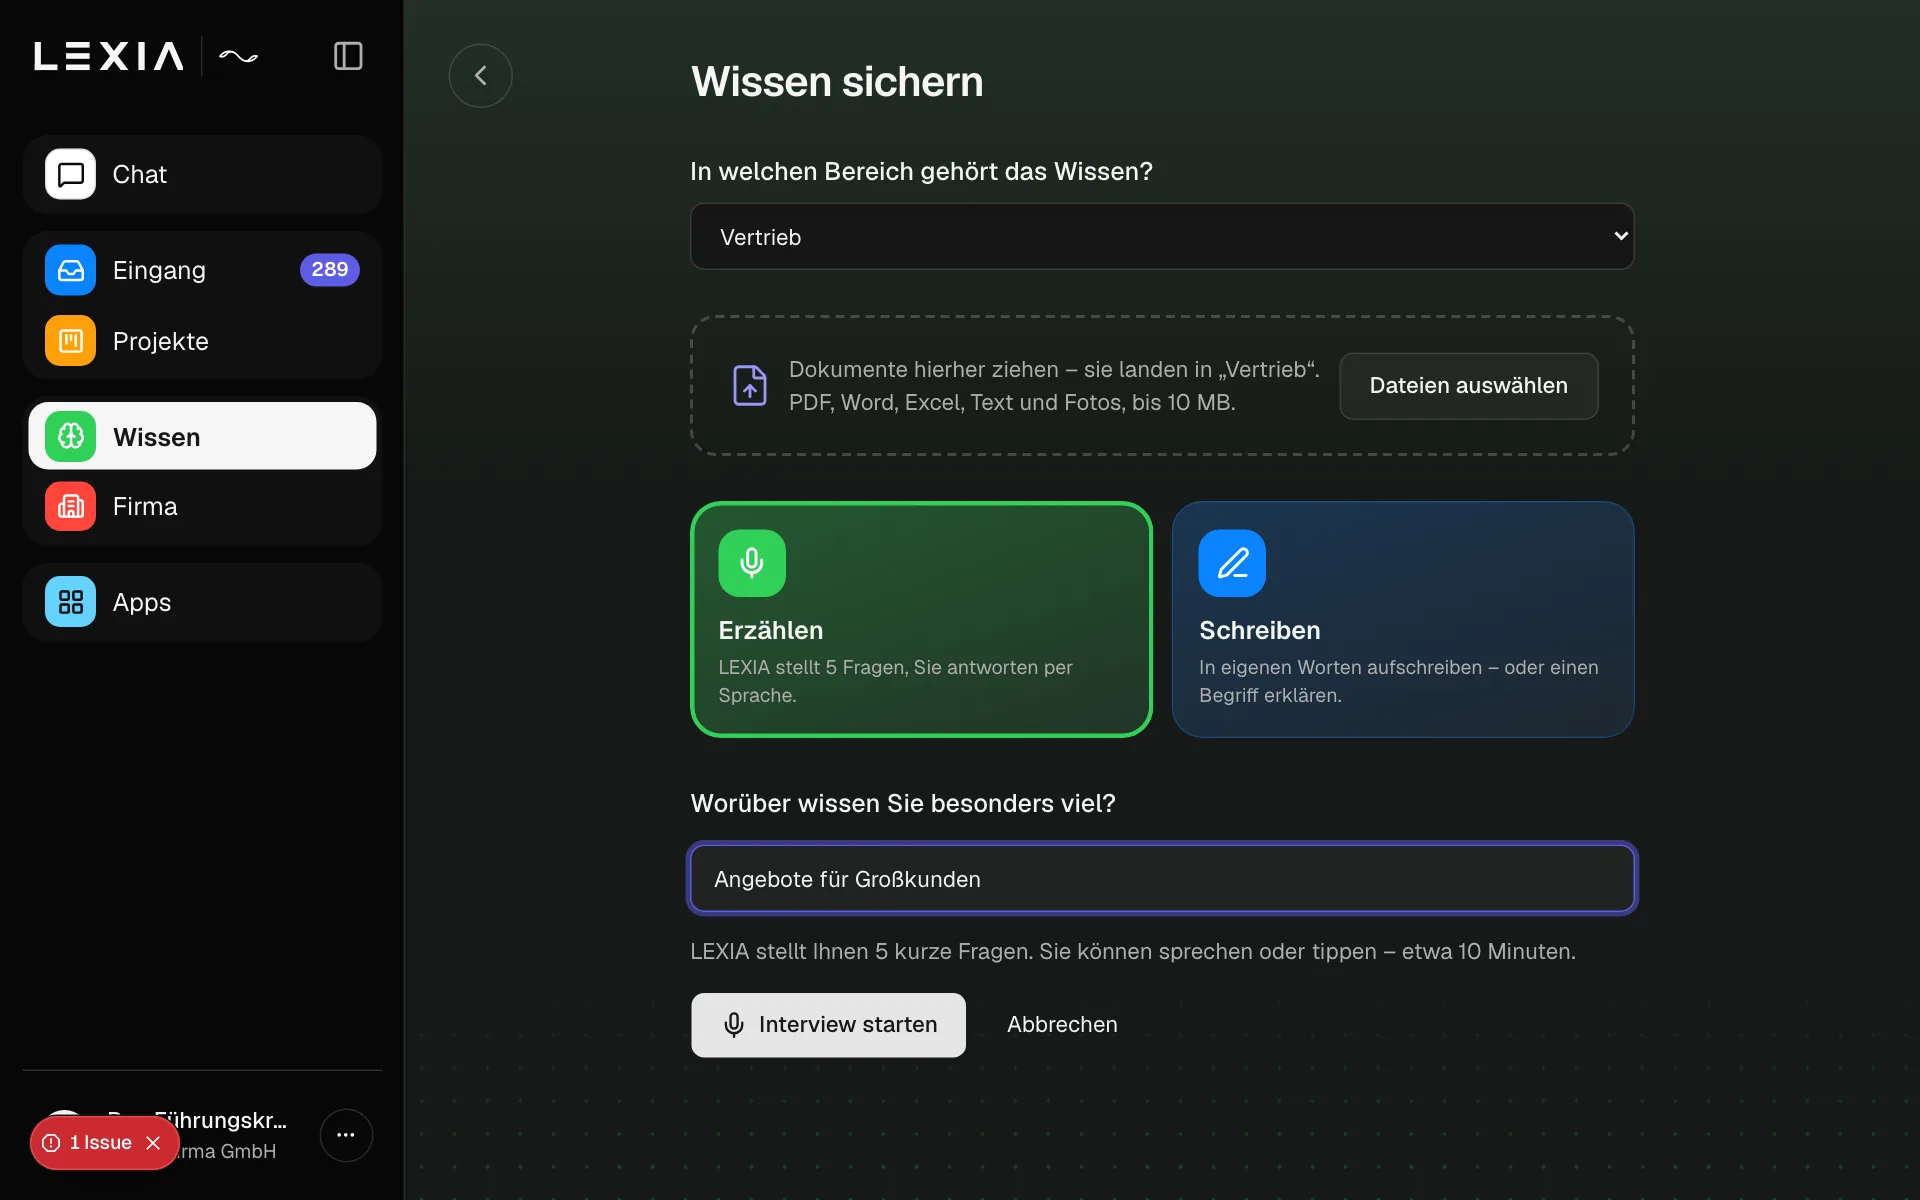 LEXIA
Chat
Eingang 289
Projekte
Wissen
Firma
Apps
Führungskr...
GmbH
1 Issue
Wissen sichern
In welchen Bereich gehört das Wissen?
Vertrieb
Dokumente hierher ziehen – sie landen in „Vertrieb“.
PDF, Word, Excel, Text und Fotos, bis 10 MB.
Dateien auswählen
Erzählen
LEXIA stellt 5 Fragen, Sie antworten per
Sprache.
Schreiben
In eigenen Worten aufschreiben – oder einen
Begriff erklären.
Worüber wissen Sie besonders viel?
Angebote für Großkunden
LEXIA stellt Ihnen 5 kurze Fragen. Sie können sprechen oder tippen – etwa 10 Minuten.
Interview starten
Abbrechen